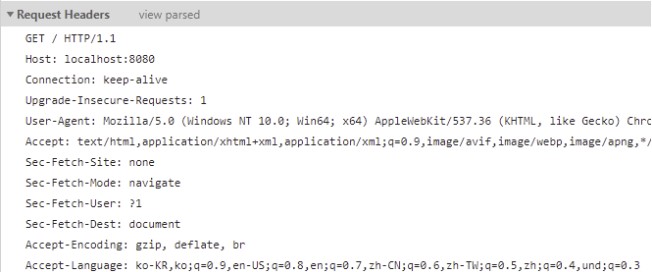 Request Headers view parsed
GET / HTTP/1.1
Host: localhost:8080
Connection: keep-alive
Upgrade-Insecure-Requests: 1
User-Agent: Mozilla/5.0 (Windows NT 10.0; Win64; x64) AppleWebKit/537.36 (KHTML, like Gecko) Chro
Accept: text/html,application/xhtml+xml,application/xml;q=0.9,image/avif,image/webp,image/apng,*/
Sec-Fetch-Site: none
Sec-Fetch-Mode: navigate
Sec-Fetch-User: ?1
Sec-Fetch-Dest: document
Accept-Encoding: gzip, deflate, br
Accept-Language: ko-KR,ko;q=0.9,en-US;q=0.8,en;q=0.7,zh-CN;q=0.6,zh-TW;q=0.5,zh;q=0.4,und;q=0.3